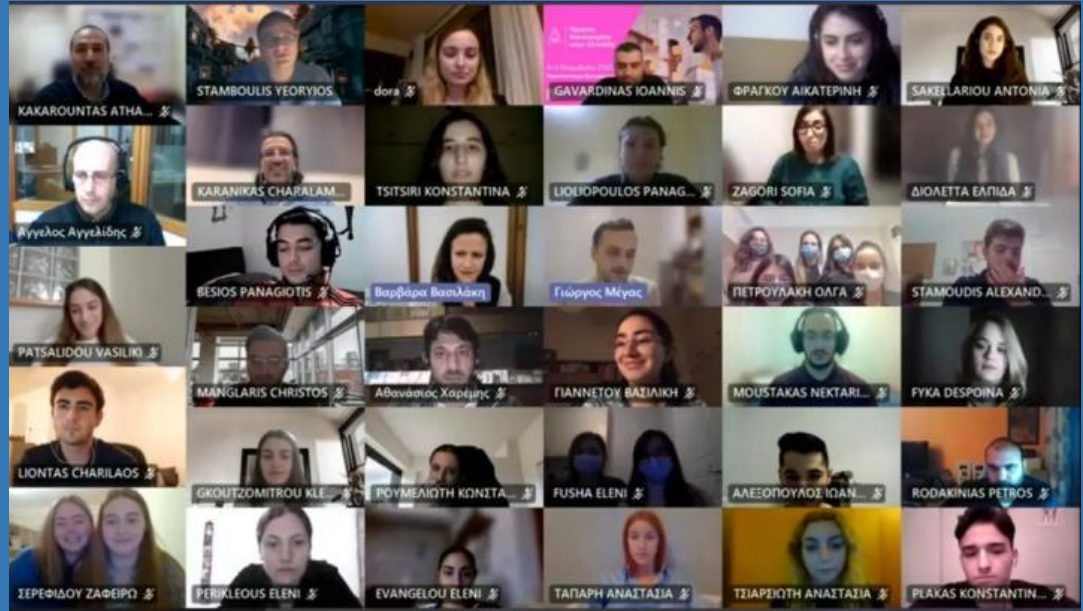 KAKAROUNTAS ATHA...
STAMBOULIS YEORYIOS
dora
GAVARDINAS IOANNIS
ΦΡΑΓΚΟΥ ΑΙΚΑΤΕΡΙΝΗ
SAKELLARIOU ANTONIA
Άγγελος Αγγελίδης
KARANIKAS CHARALAM...
TSITSIRI KONSTANTINA
LIOLIOPOULOS PANAG...
ZAGORI SOFIA
ΔΙΟΛΕΤΤΑ ΕΛΠΙΔΑ
BESIOS PANAGIOTIS
Βαρβάρα Βασιλάκη
Γιώργος Μέγας
ΠΕΤΡΟΥΛΑΚΗ ΟΛΓΑ
STAMOUDIS ALEXAND...
PATSALIDOU VASILIKI
MANGLARIS CHRISTOS
Αθανάσιος Χαρέμης
ΓΙΑΝΝΕΤΟΥ ΒΑΣΙΛΙΚΗ
MOUSTAKAS NEKTARI...
FYKA DESPOINA
LIONTAS CHARILAOS
GKOUTZOMITROU KLE...
ΡΟΥΜΕΛΙΩΤΗ ΚΩΝΣΤΑ...
FUSHA ELENI
ΑΛΕΞΟΠΟΥΛΟΣ ΙΩΑΝ...
RODAKINIAS PETROS
ΣΕΡΕΦΙΔΟΥ ΖΑΦΕΙΡΩ
PERIKLEOUS ELENI
EVANGELOU ELENI
ΤΑΠΑΡΗ ΑΝΑΣΤΑΣΙΑ
ΤΣΙΑΡΣΙΩΤΗ ΑΝΑΣΤΑΣΙΑ
PLAKAS KONSTANTIN...